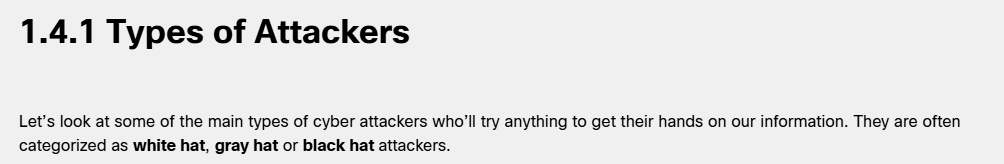 1.4.1 Types of Attackers
Let's look at some of the main types of cyber attackers who'll try anything to get their hands on our information. They are often
categorized as white hat, gray hat or black hat attackers.